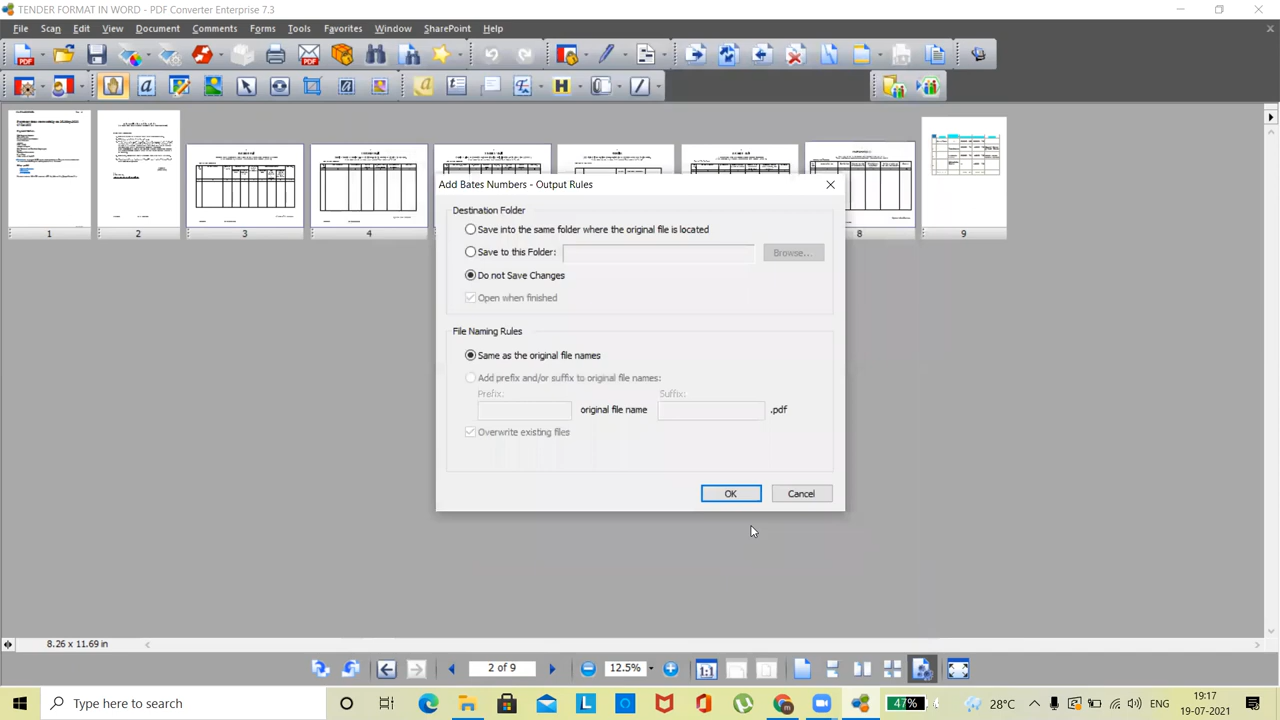 TENDER FORMAT IN WORD - PDF Converter Enterprise 7.3
File Scan Edit View Document Comments Forms Tools Favorites Window SharePoint Help
1 2 3 4 8 9
Add Bates Numbers - Output Rules
Destination Folder
Save into the same folder where the original file is located
Save to this Folder: Browse...
Do not Save Changes
Open when finished
File Naming Rules
Same as the original file names
Add prefix and/or suffix to original file names:
Prefix: Suffix:
original file name .pdf
Overwrite existing files
OK Cancel
8.26 x 11.69 in
2 of 9 12.5% 1:1
Type here to search
47% 28°C ENG
19:17
19-07-2021